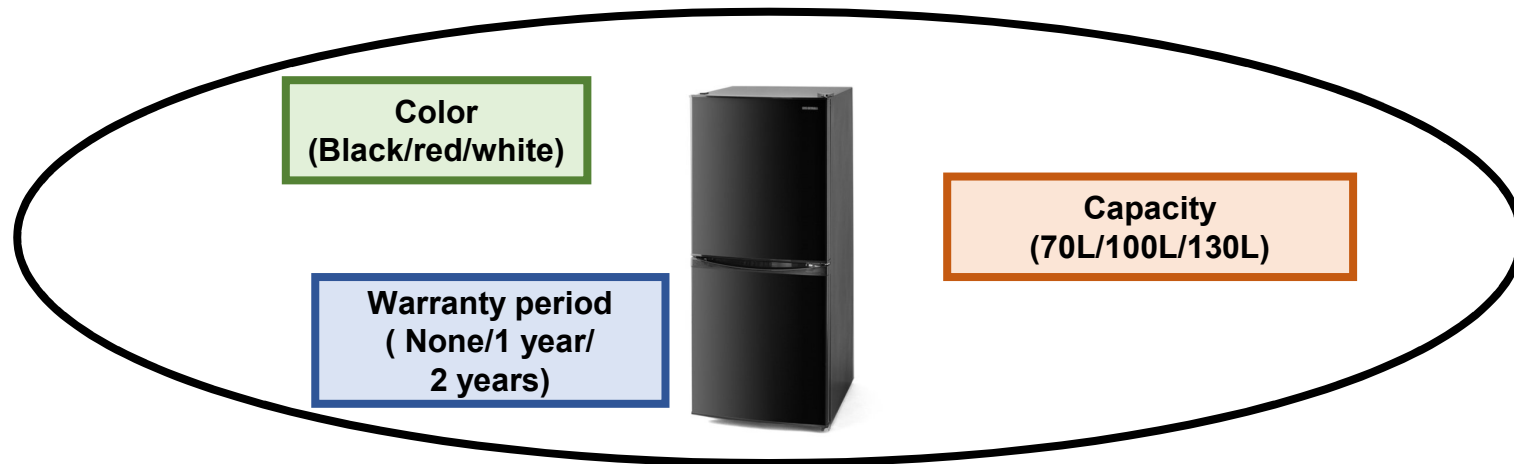 Color
(Black/red/white)
Capacity
(70L/100L/130L)
Warranty period
( None/1 year/
2 years)